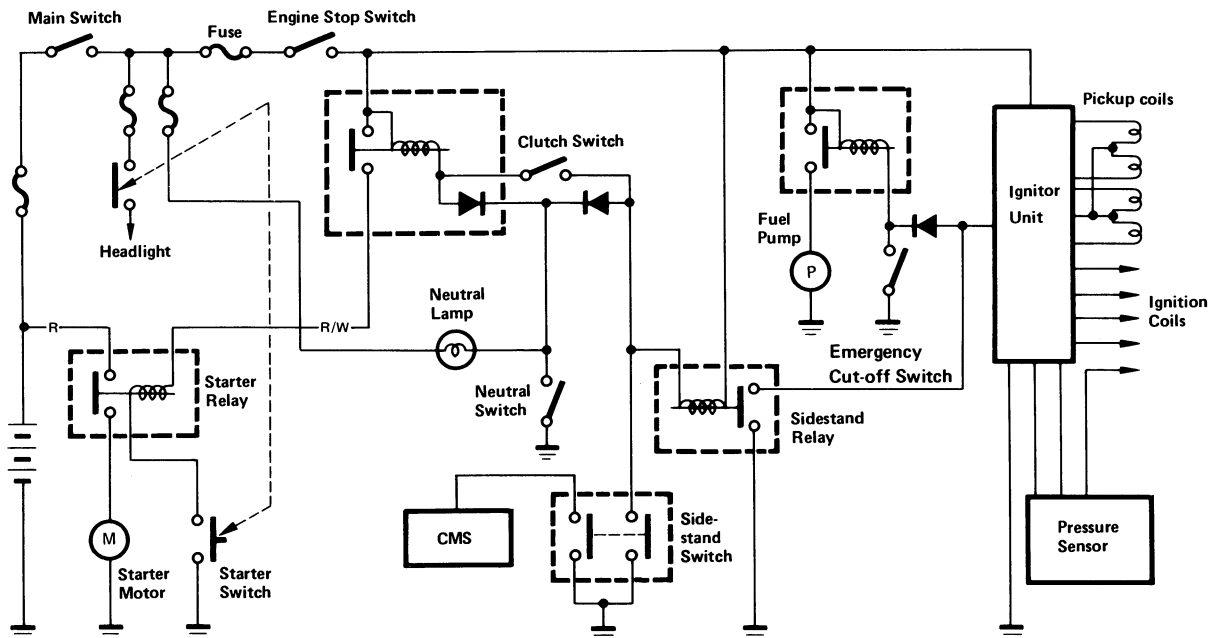 Main Switch
Fuse
Engine Stop Switch
Clutch Switch
Pickup coils
Ignitor
Unit
Headlight
Fuel
Pump
P
Neutral
Lamp
Ignition
Coils
R
R/W
Emergency
Cut-off Switch
Starter
Relay
Neutral
Switch
Sidestand
Relay
CMS
Side-
stand
Switch
M
Starter
Motor
Starter
Switch
Pressure
Sensor